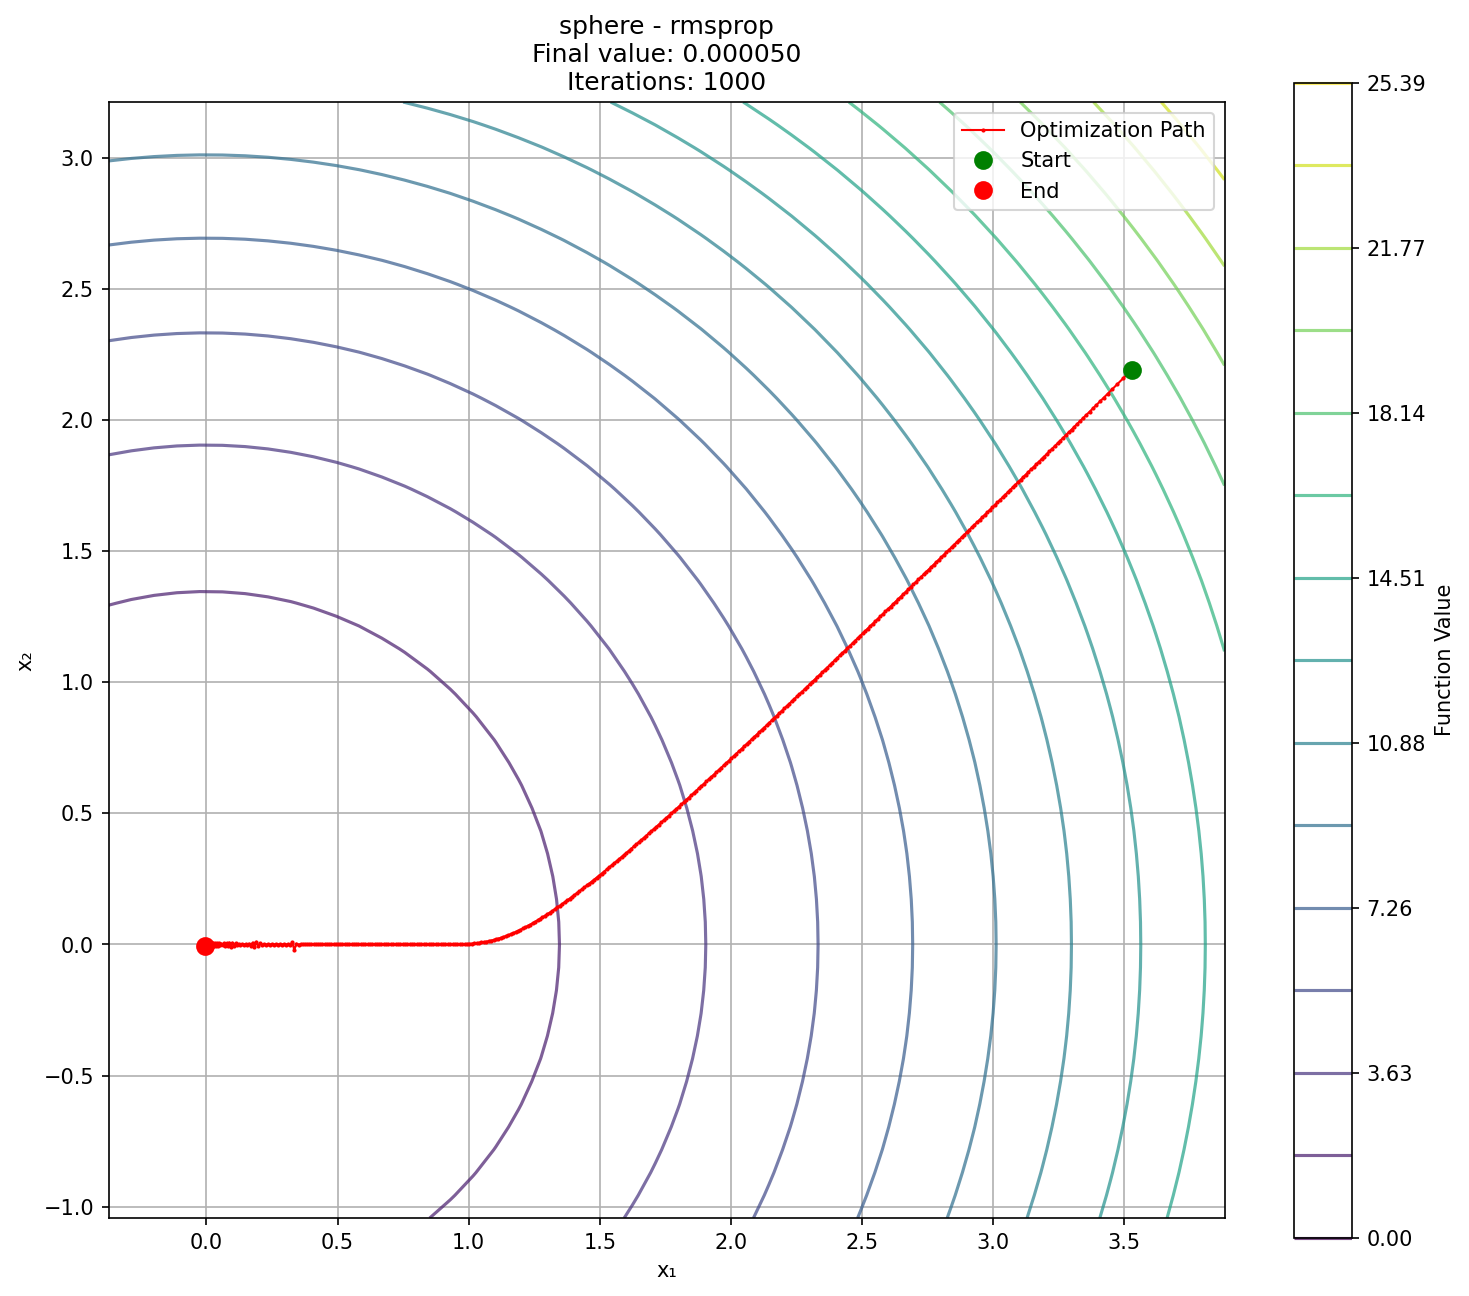 sphere - rmsprop
Final value: 0.000050
Iterations: 1000
Optimization Path
Start
End
3.0
2.5
2.0
1.5
1.0
0.5
0.0
−0.5
−1.0
x₂
0.0
0.5
1.0
1.5
2.0
2.5
3.0
3.5
x₁
25.39
21.77
18.14
14.51
10.88
7.26
3.63
0.00
Function Value